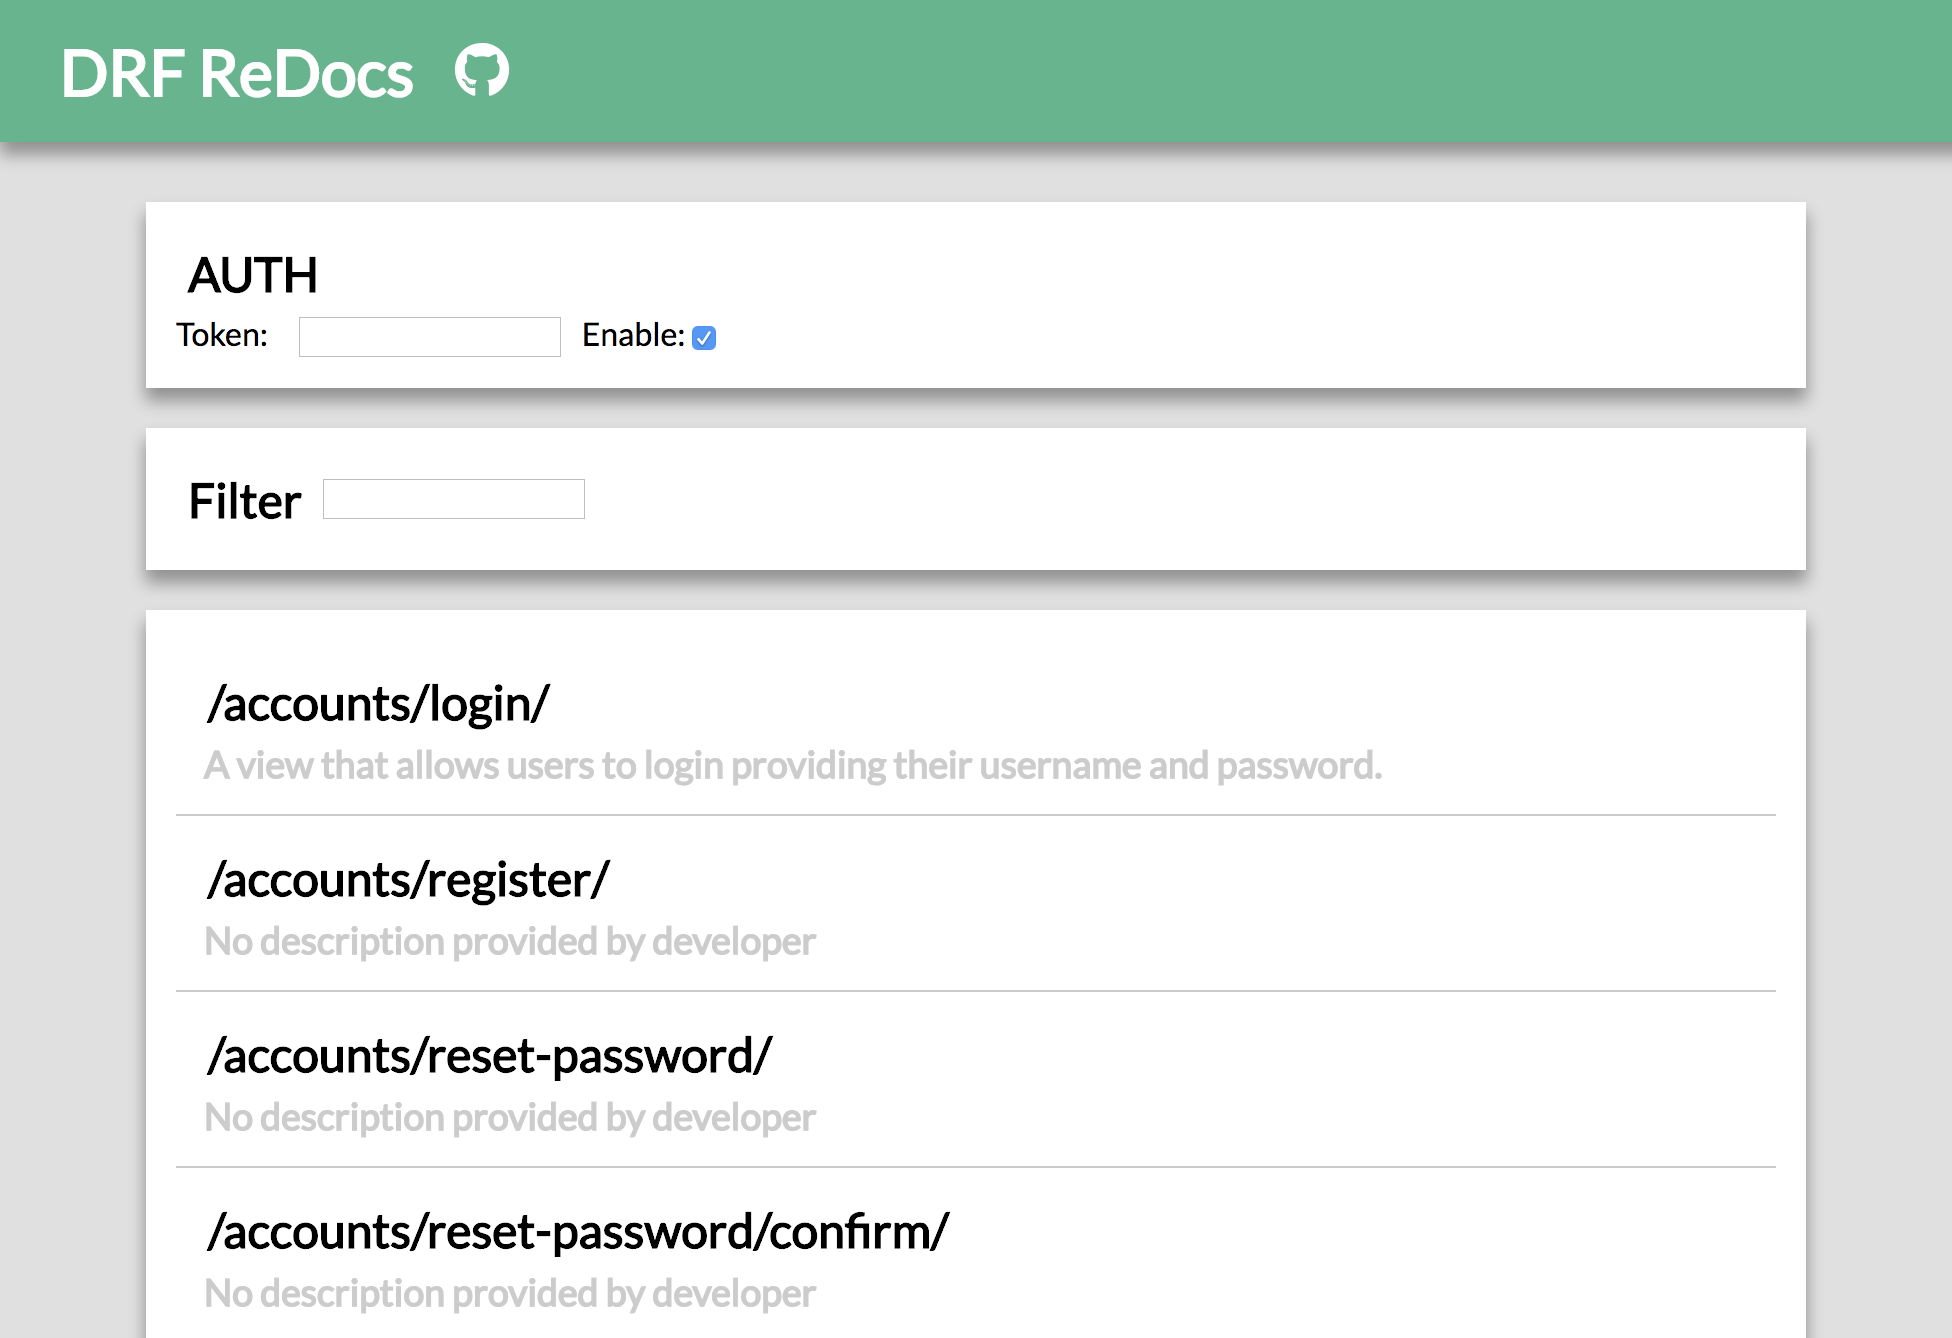 DRF ReDocs
AUTH
Token: Enable:
Filter
/accounts/login/
A view that allows users to login providing their username and password.
/accounts/register/
No description provided by developer
/accounts/reset-password/
No description provided by developer
/accounts/reset-password/confirm/
No description provided by developer